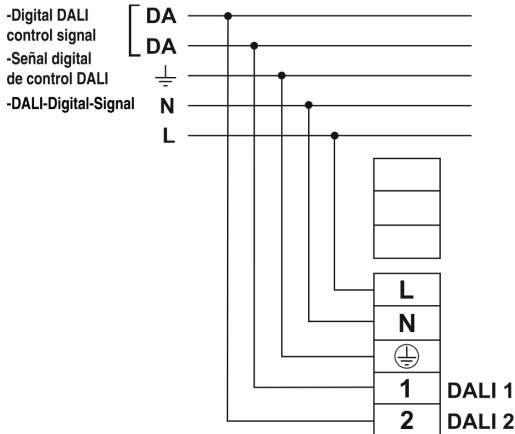 -Digital DALI
control signal
-Señal digital
de control DALI
-DALI-Digital-Signal
DA
DA
N
L
L
N
1 DALI 1
2 DALI 2